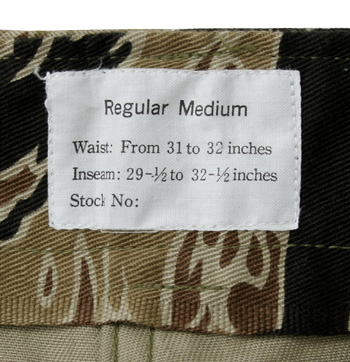 Regular Medium
Waist: From 31 to 32 inches
Inseam: 29-½ to 32-½ inches
Stock No: